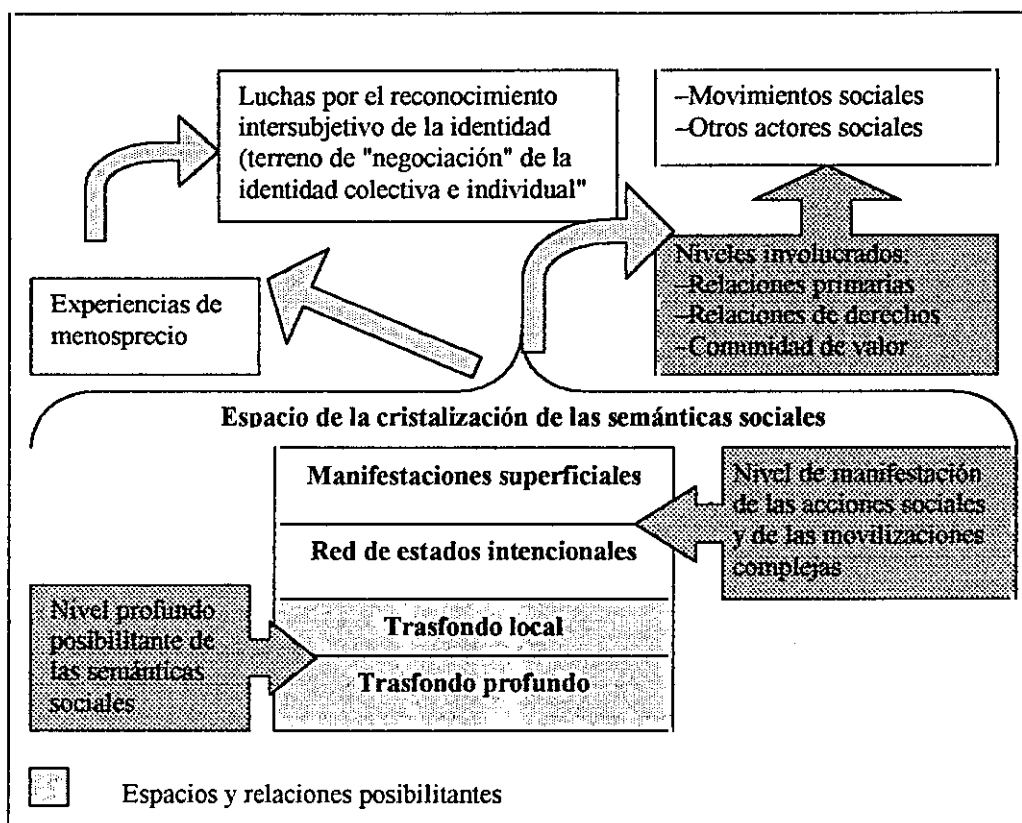 Luchas por el reconocimiento
intersubjetivo de la identidad
(terreno de "negociación" de la
identidad colectiva e individual"
–Movimientos sociales
–Otros actores sociales
Experiencias de
menosprecio
Niveles involucrados:
–Relaciones primarias
–Relaciones de derechos
–Comunidad de valor
Espacio de la cristalización de las semánticas sociales
Manifestaciones superficiales
Red de estados intencionales
Trasfondo local
Trasfondo profundo
Nivel de manifestación
de las acciones sociales
y de las movilizaciones
complejas
Nivel profundo
posibilitante de
las semánticas
sociales
Espacios y relaciones posibilitantes